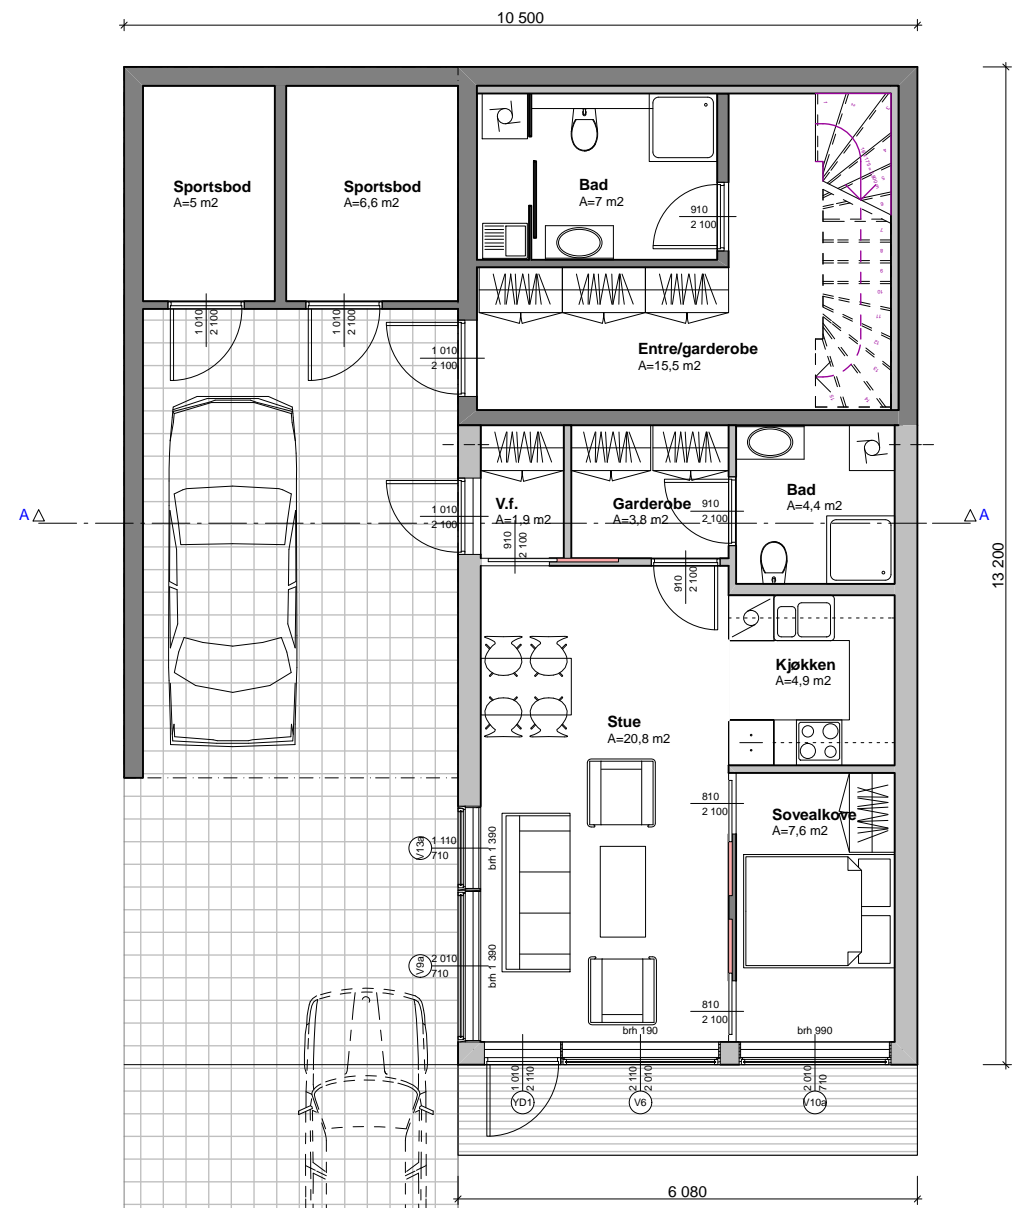 10 500
Sportsbod
A=5 m2
Sportsbod
A=6,6 m2
Bad
A=7 m2
910
2 100
1 010
2 100
1 010
2 100
1 010
2 100
Entre/garderobe
A=15,5 m2
V.f.
A=1,9 m2
Garderobe
A=3,8 m2
Bad
A=4,4 m2
1 010
2 100
910
2 100
910
2 100
910
2 100
A
A
13 200
Kjøkken
A=4,9 m2
Stue
A=20,8 m2
810
2 100
Sovealkove
A=7,6 m2
V13a
1 110
710
brh 1 390
V9a
2 010
710
brh 1 390
810
2 100
brh 190
brh 990
1 010
2 110
YD1
2 110
2 010
V6
2 010
710
V10a
6 080